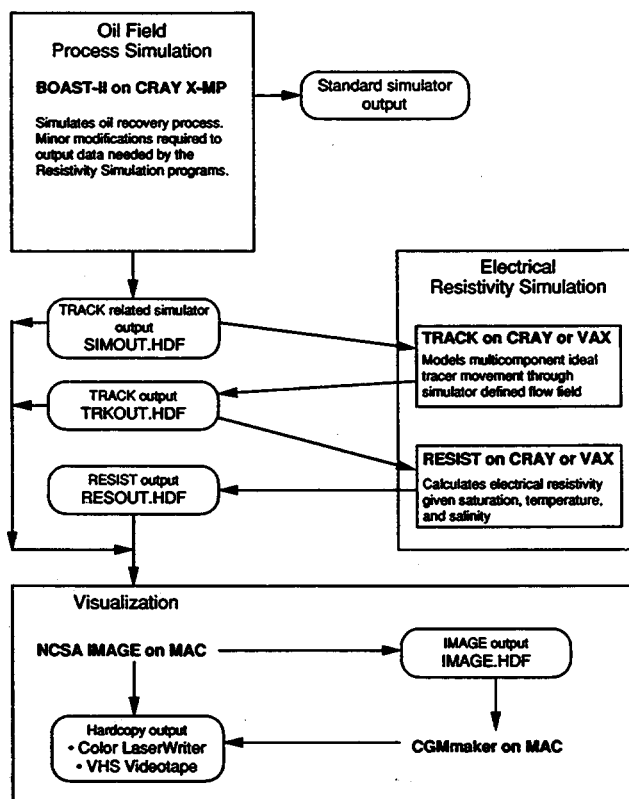 Oil Field
Process Simulation
BOAST-II on CRAY X-MP
Simulates oil recovery process.
Minor modifications required to
output data needed by the
Resistivity Simulation programs.
Standard simulator
output
TRACK related simulator
output
SIMOUT.HDF
TRACK output
TRKOUT.HDF
RESIST output
RESOUT.HDF
Electrical
Resistivity Simulation
TRACK on CRAY or VAX
Models multicomponent ideal
tracer movement through
simulator defined flow field
RESIST on CRAY or VAX
Calculates electrical resistivity
given saturation, temperature,
and salinity
Visualization
NCSA IMAGE on MAC
IMAGE output
IMAGE.HDF
Hardcopy output
• Color LaserWriter
• VHS Videotape
CGMmaker on MAC